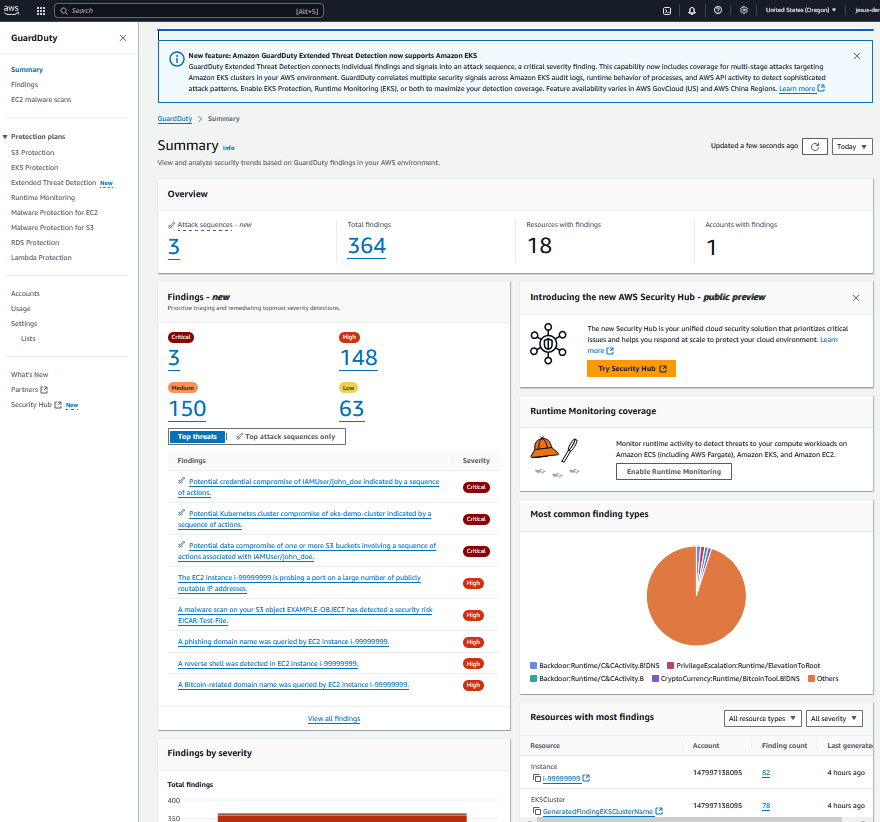 aws
Search
[Alt+S]
United States (Oregon)
GuardDuty
Summary
Findings
EC2 malware scans
Protection plans
S3 Protection
EKS Protection
Extended Threat Detection New
Runtime Monitoring
Malware Protection for EC2
Malware Protection for S3
RDS Protection
Lambda Protection
Accounts
Usage
Settings
Lists
What's New
Partners
Security Hub New
New feature: Amazon GuardDuty Extended Threat Detection now supports Amazon EKS
GuardDuty Extended Threat Detection connects individual findings and signals into an attack sequence, a critical severity finding. This capability now includes coverage for multi-stage attacks targeting
Amazon EKS clusters in your AWS environment. GuardDuty correlates multiple security signals across Amazon EKS audit logs, runtime behavior of processes, and AWS API activity to detect sophisticated
attack patterns. Enable EKS Protection, Runtime Monitoring (EKS), or both to maximize your detection coverage. Feature availability varies in AWS GovCloud (US) and AWS China Regions. Learn more
GuardDuty > Summary
Summary Info
View and analyze security trends based on GuardDuty findings in your AWS environment.
Updated a few seconds ago
Today
Overview
Attack sequences - new
3
Total findings
364
Resources with findings
18
Accounts with findings
1
Findings - new
Prioritize triaging and remediating topmost severity detections.
Critical
3
High
148
Medium
150
Low
63
Top threats
Top attack sequences only
Findings Severity
Potential credential compromise of IAMUser/john_doe indicated by a sequence
of actions.
Critical
Potential Kubernetes cluster compromise of eks-demo-cluster indicated by a
sequence of actions.
Critical
Potential data compromise of one or more S3 buckets involving a sequence of
actions associated with IAMUser/john_doe.
Critical
The EC2 instance i-99999999 is probing a port on a large number of publicly
routable IP addresses.
High
A malware scan on your S3 object EXAMPLE-OBJECT has detected a security risk
EICAR-Test-File.
High
A phishing domain name was queried by EC2 instance i-99999999.
High
A reverse shell was detected in EC2 instance i-99999999.
High
A Bitcoin-related domain name was queried by EC2 instance i-99999999.
High
View all findings
Findings by severity
Total findings
400
350
Introducing the new AWS Security Hub - public preview
The new Security Hub is your unified cloud security solution that prioritizes critical
issues and helps you respond at scale to protect your cloud environment. Learn
more
Try Security Hub
Runtime Monitoring coverage
Monitor runtime activity to detect threats to your compute workloads on
Amazon ECS (including AWS Fargate), Amazon EKS, and Amazon EC2.
Enable Runtime Monitoring
Most common finding types
Backdoor:Runtime/C&CActivity.B!DNS PrivilegeEscalation:Runtime/ElevationToRoot
Backdoor:Runtime/C&CActivity.B CryptoCurrency:Runtime/BitcoinTool.B!DNS Others
Resources with most findings
All resource types
All severity
Resource Account Finding count Last generated
Instance
i-99999999
147997138095 82 4 hours ago
EKSCluster
GeneratedFindingEKSClusterName
147997138095 78 4 hours ago